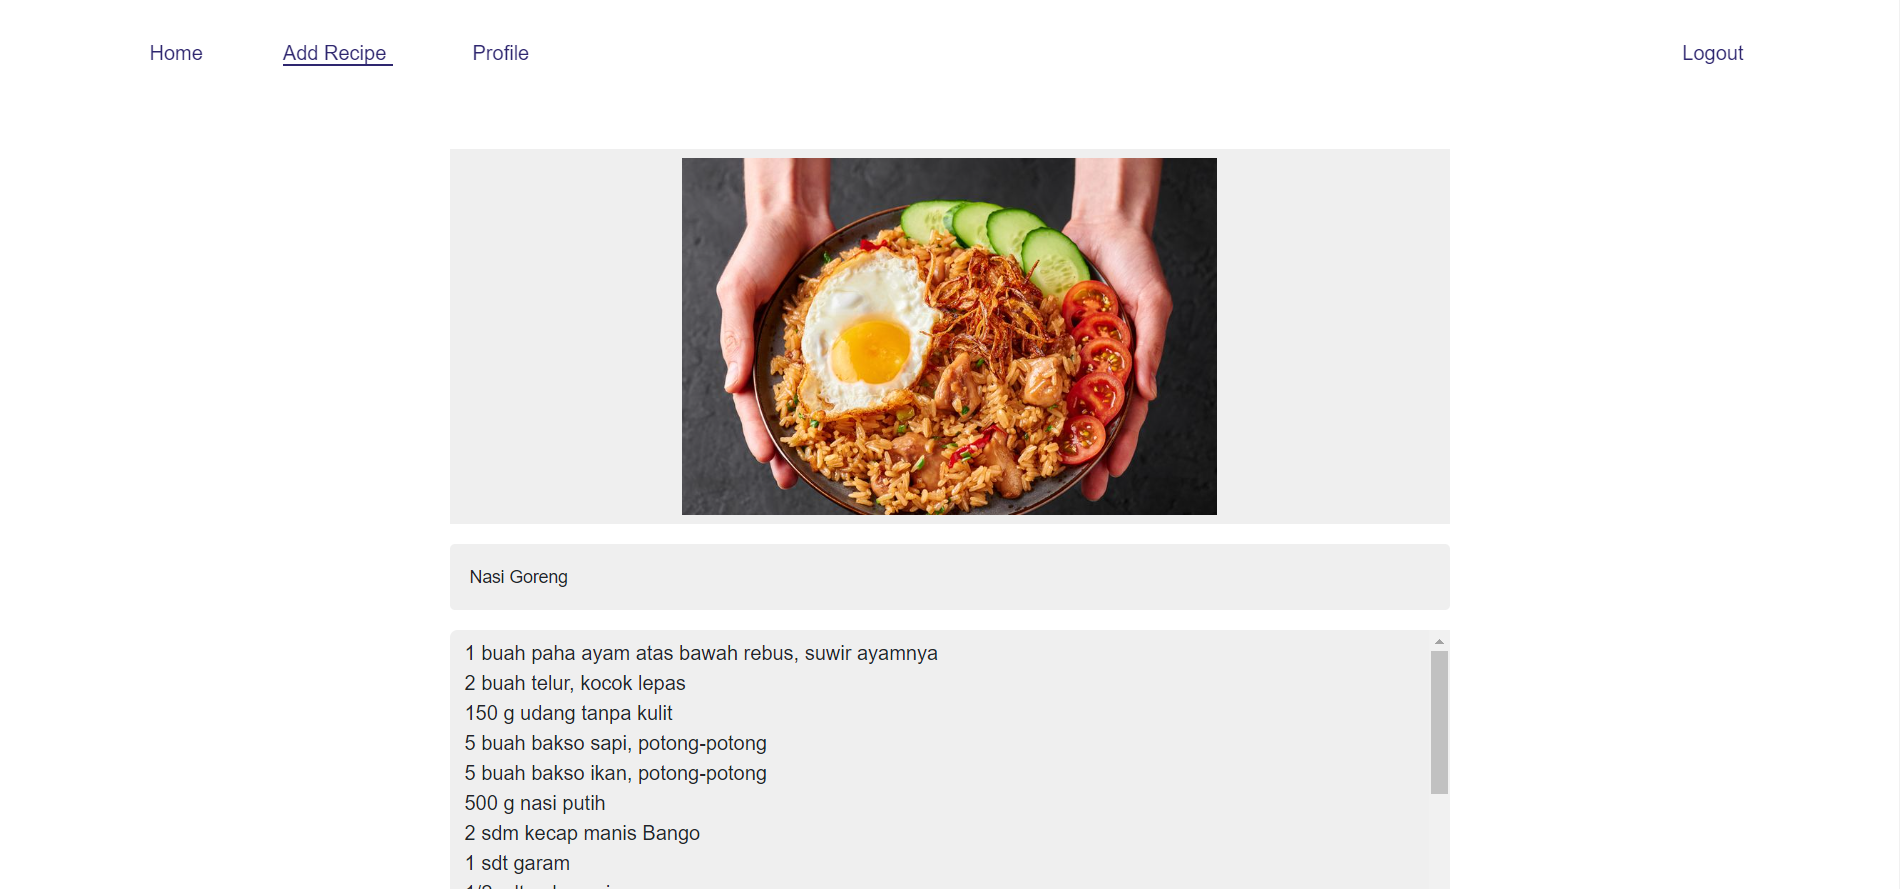 Home Add Recipe Profile Logout
Nasi Goreng
1 buah paha ayam atas bawah rebus, suwir ayamnya
2 buah telur, kocok lepas
150 g udang tanpa kulit
5 buah bakso sapi, potong-potong
5 buah bakso ikan, potong-potong
500 g nasi putih
2 sdm kecap manis Bango
1 sdt garam